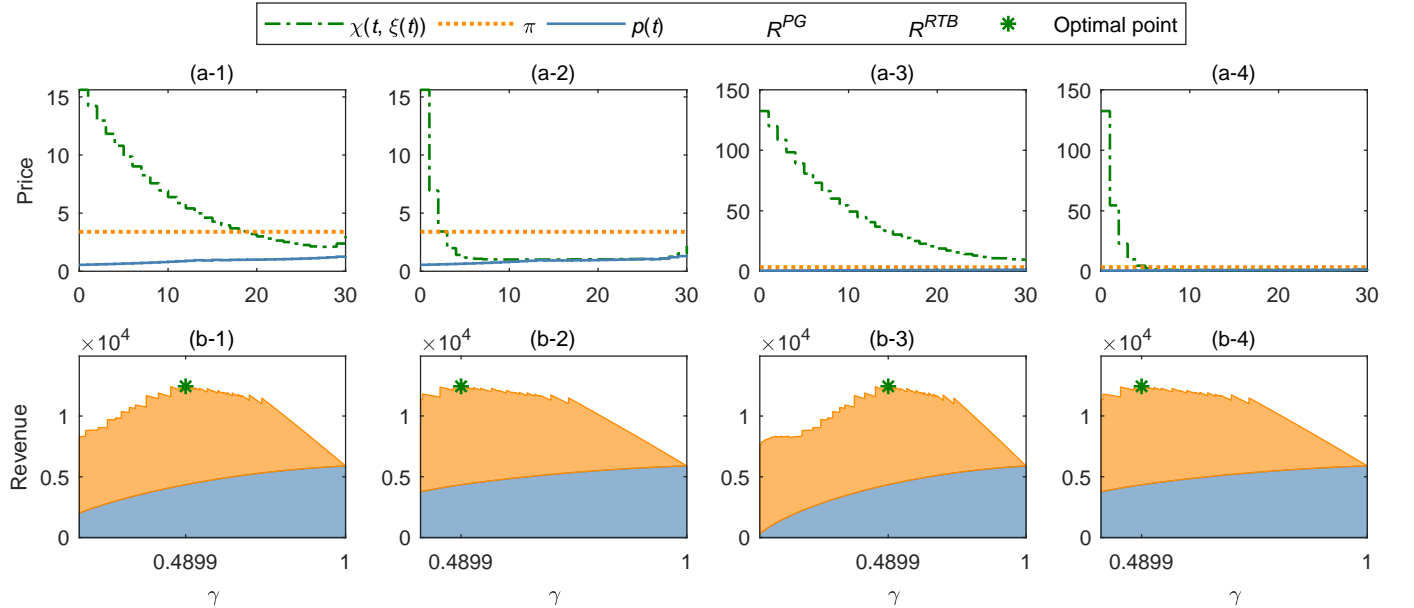 χ(t, ξ(t)) π p(t) R^PG R^RTB Optimal point
(a-1) (a-2) (a-3) (a-4)
Price
15 10 5 0
0 10 20 30
15 10 5 0
0 10 20 30
150 100 50 0
0 10 20 30
150 100 50 0
0 10 20 30
(b-1) (b-2) (b-3) (b-4)
Revenue
×10^4
1 0.5 0
0.4899 1
γ
×10^4
1 0.5 0
0.4899 1
γ
×10^4
1 0.5 0
0.4899 1
γ
×10^4
1 0.5 0
0.4899 1
γ